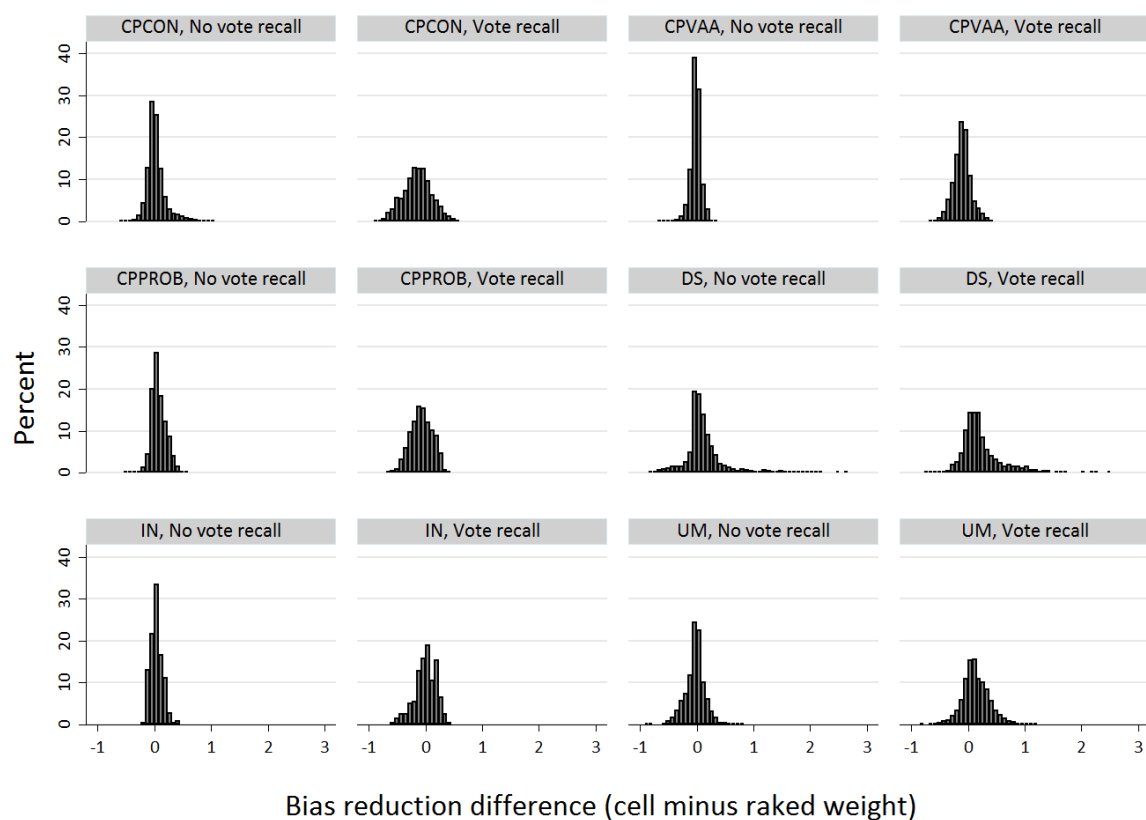 CPCON, No vote recall
CPCON, Vote recall
CPVAA, No vote recall
CPVAA, Vote recall
40
30
20
10
0
CPPROB, No vote recall
CPPROB, Vote recall
DS, No vote recall
DS, Vote recall
40
30
20
10
0
Percent
IN, No vote recall
IN, Vote recall
UM, No vote recall
UM, Vote recall
40
30
20
10
0
-1 0 1 2 3
-1 0 1 2 3
-1 0 1 2 3
-1 0 1 2 3
Bias reduction difference (cell minus raked weight)